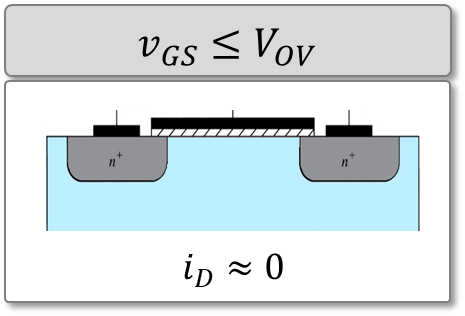 v_GS ≤ V_OV
n⁺ n⁺
i_D ≈ 0